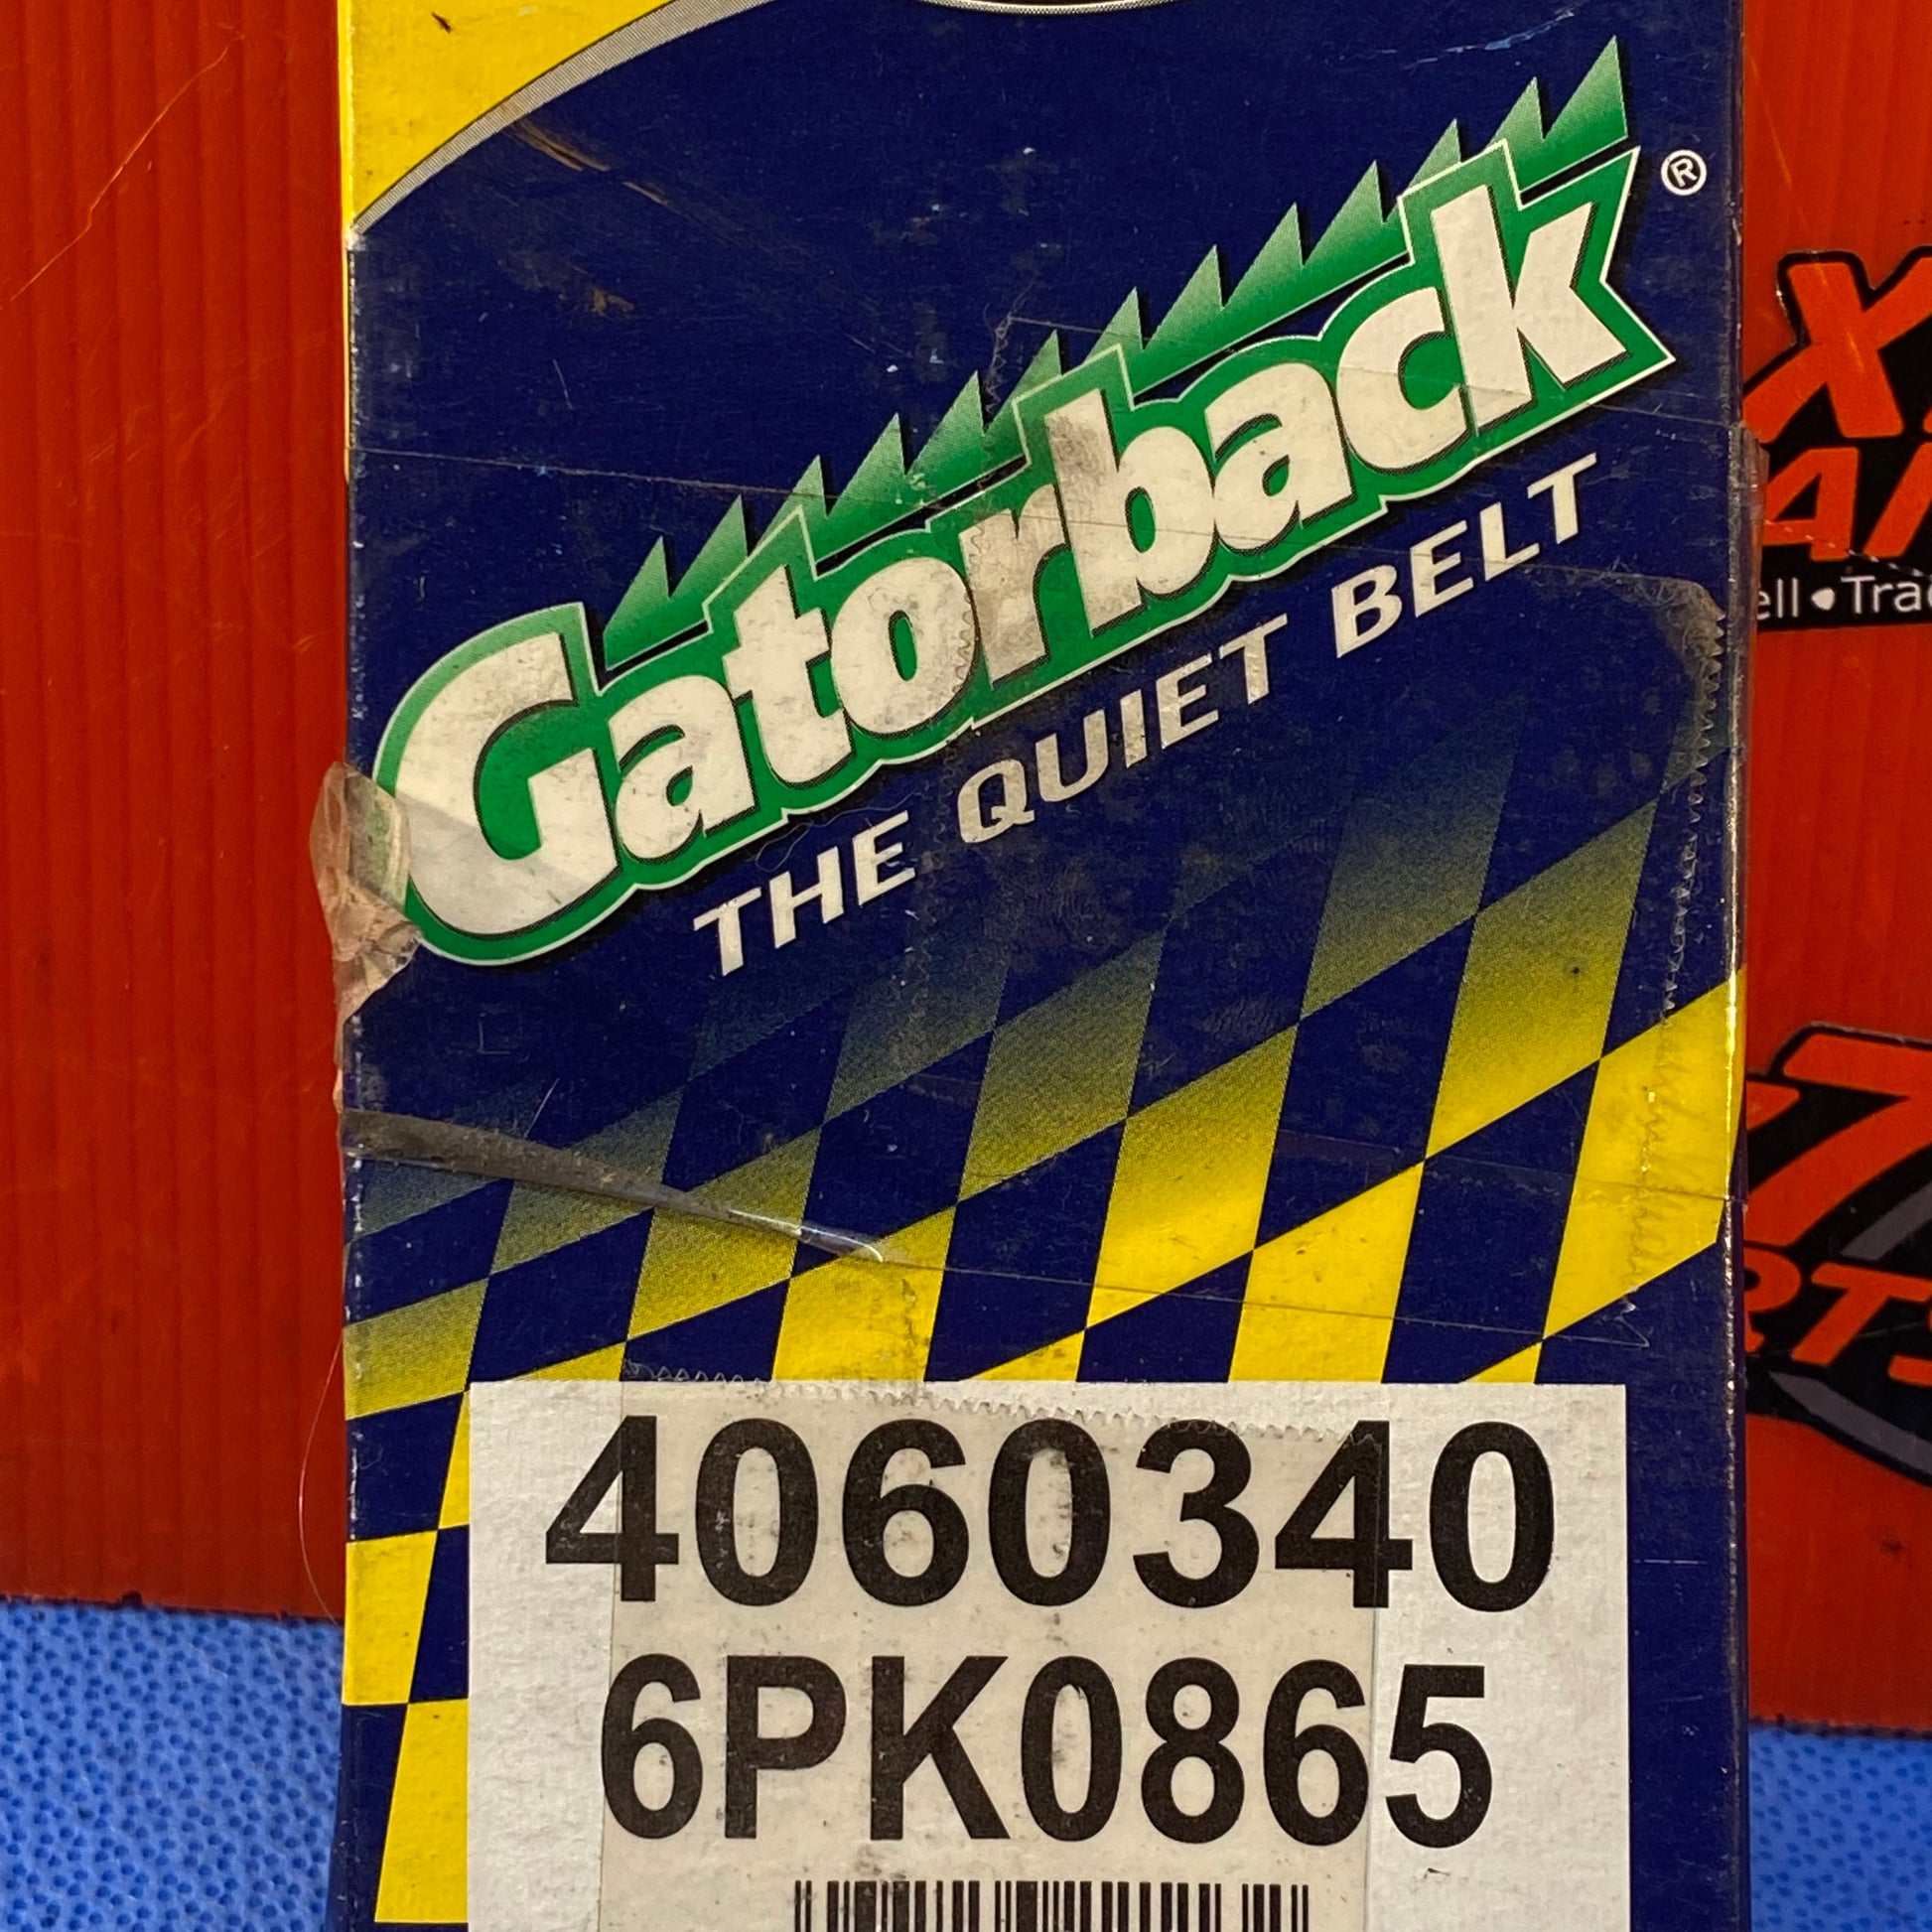 Gatorback®
THE QUIET BELT
4060340
6PK0865